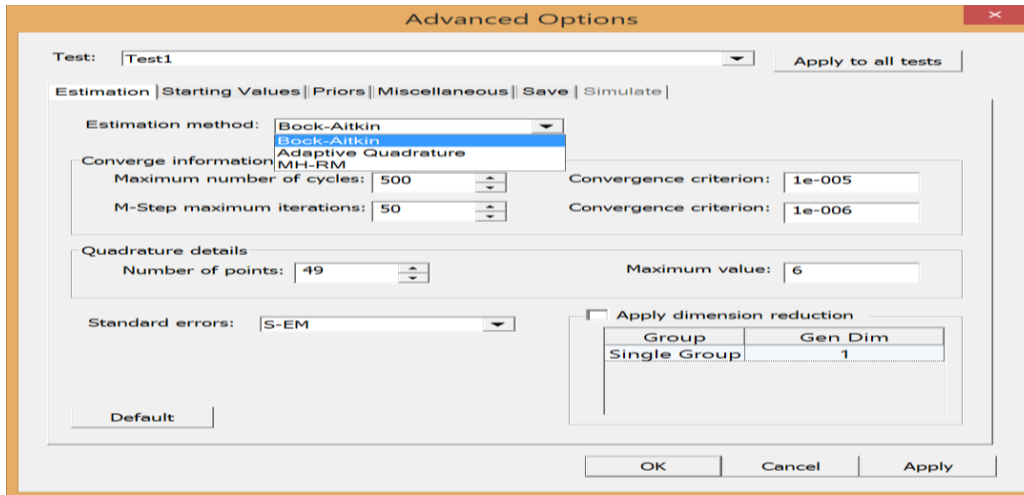 Advanced Options
Test: Test1 Apply to all tests
Estimation Starting Values Priors Miscellaneous Save Simulate
Estimation method: Bock-Aitkin
Bock-Aitkin
Adaptive Quadrature
MH-RM
Converge information
Maximum number of cycles: 500 Convergence criterion: 1e-005
M-Step maximum iterations: 50 Convergence criterion: 1e-006
Quadrature details
Number of points: 49 Maximum value: 6
Standard errors: S-EM Apply dimension reduction
Group Gen Dim
Single Group 1
Default
OK Cancel Apply